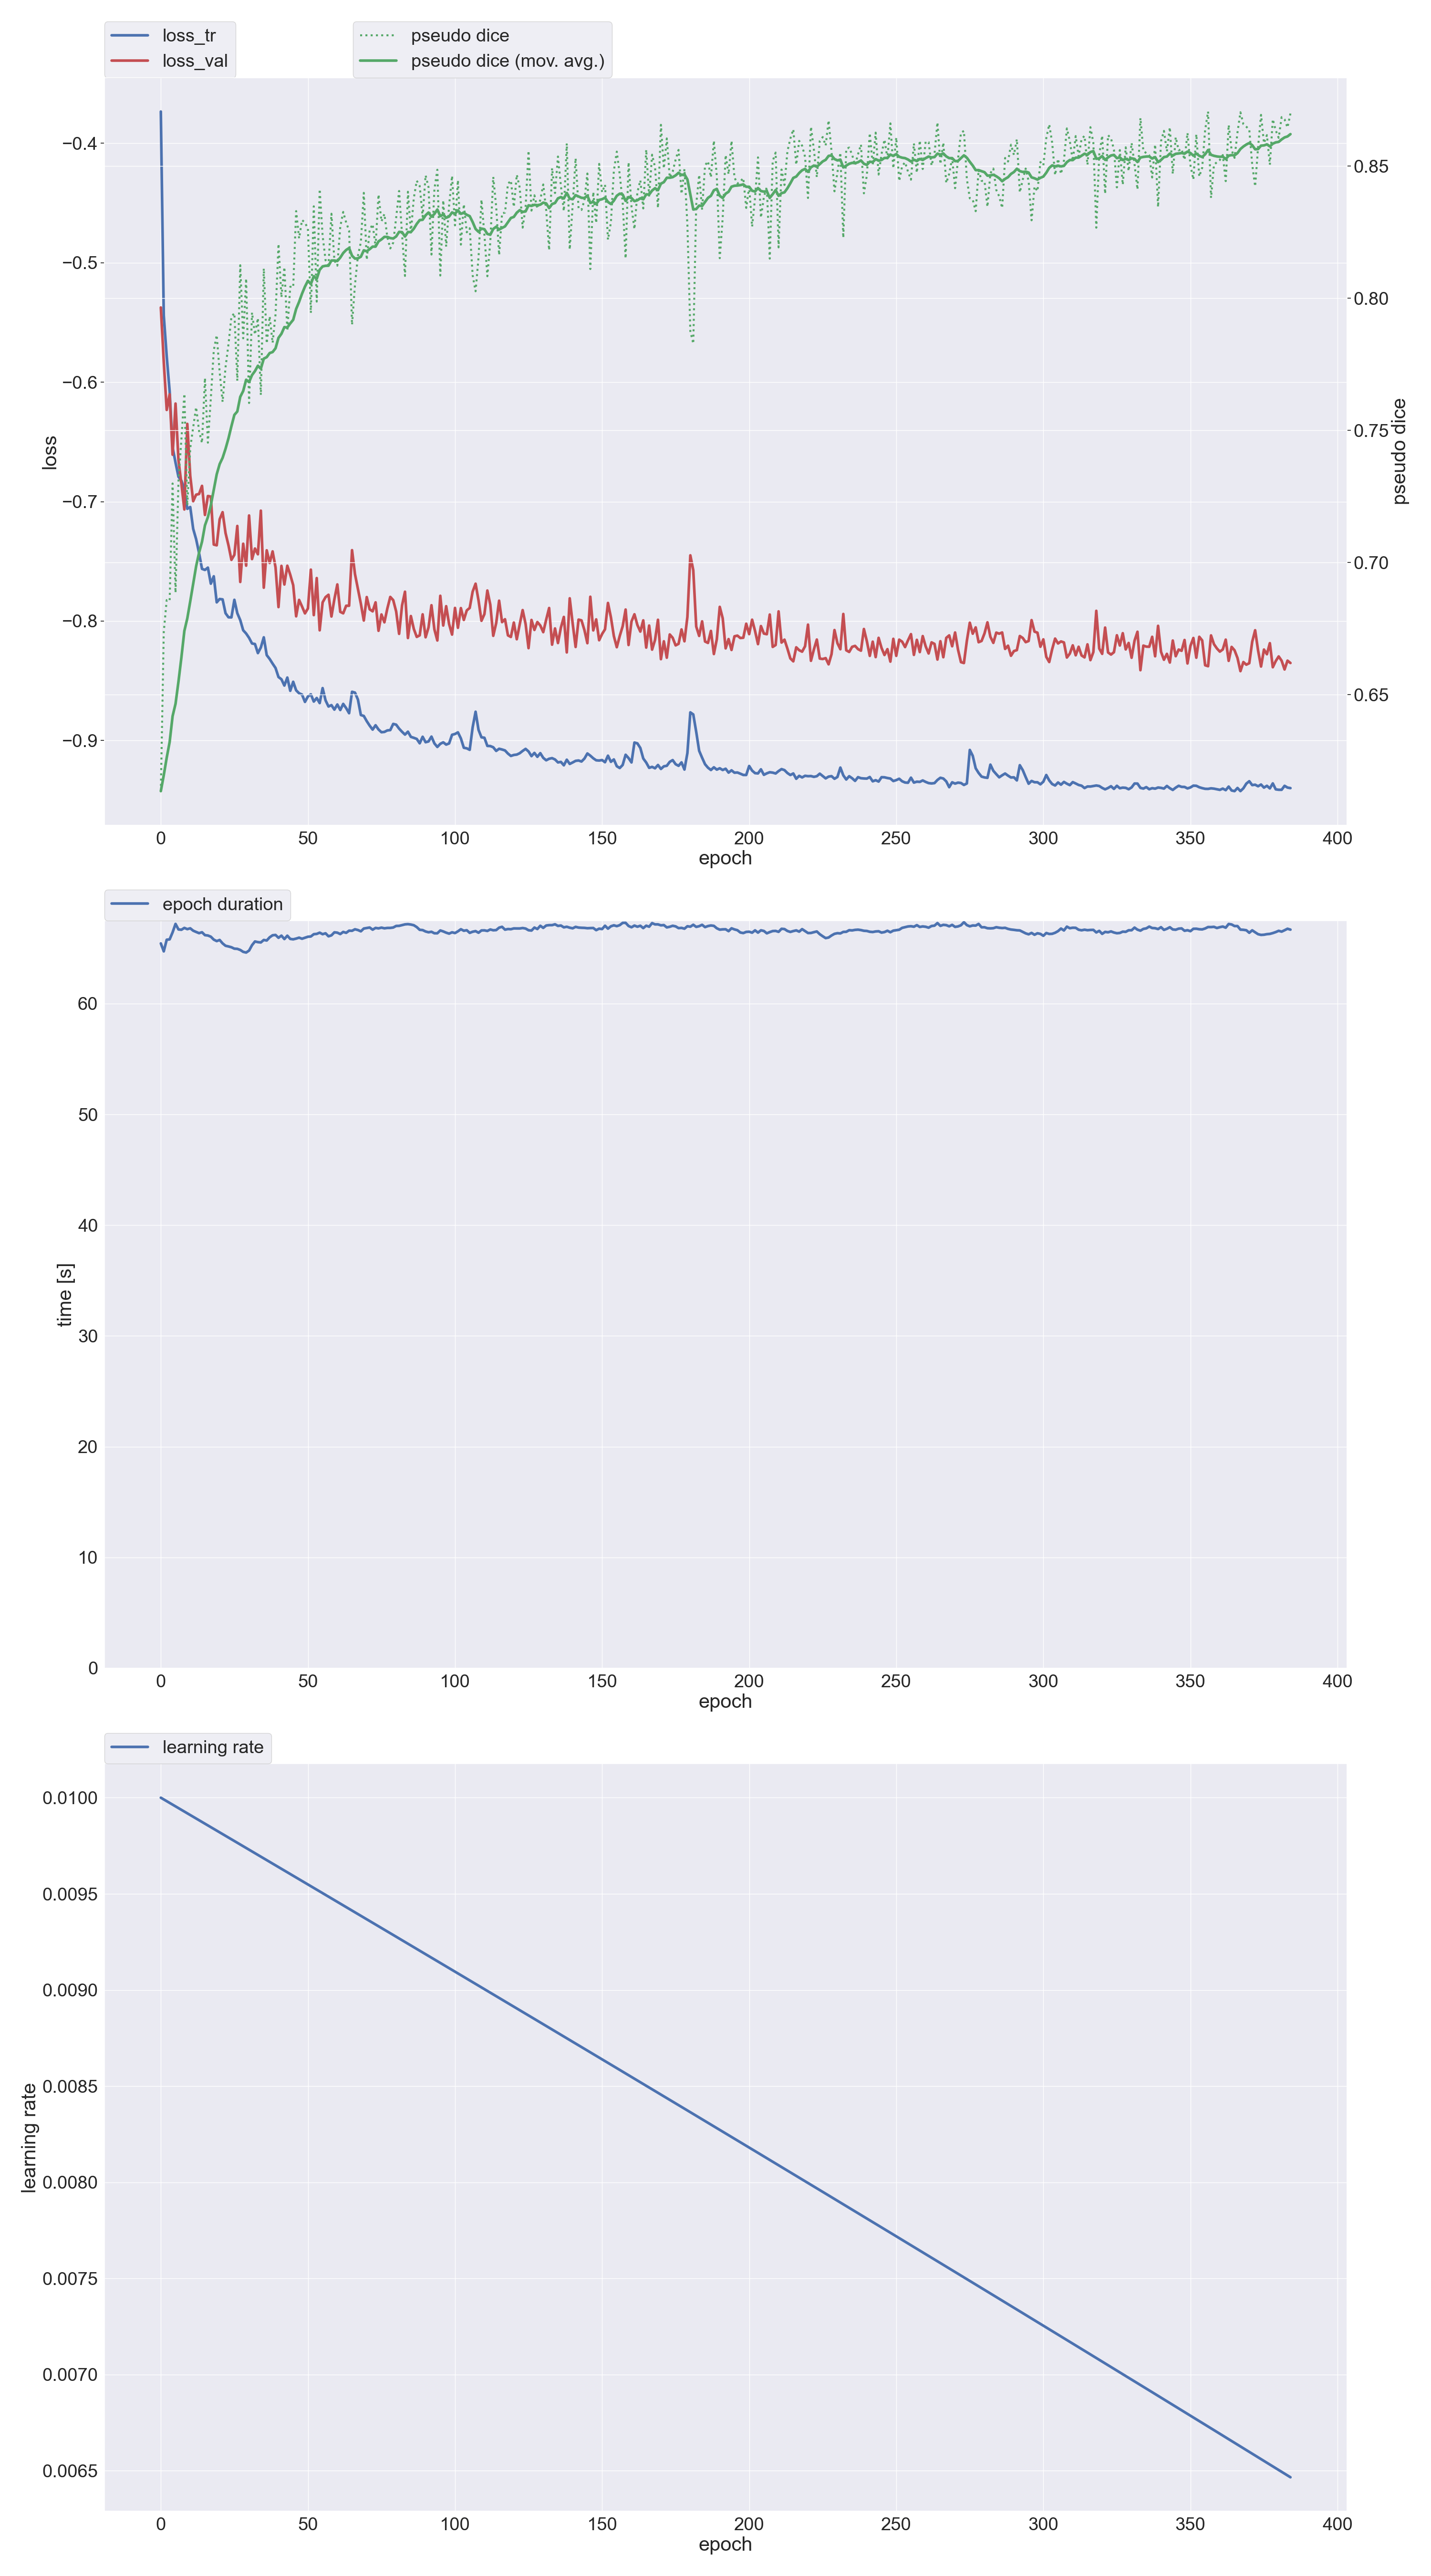 loss_tr
loss_val
pseudo dice
pseudo dice (mov. avg.)
−0.4
−0.5
−0.6
−0.7
−0.8
−0.9
loss
0.85
0.80
0.75
0.70
0.65
pseudo dice
0 50 100 150 200 250 300 350 400
epoch
epoch duration
60
50
40
30
20
10
0
time [s]
0 50 100 150 200 250 300 350 400
epoch
learning rate
0.0100
0.0095
0.0090
0.0085
0.0080
0.0075
0.0070
0.0065
learning rate
0 50 100 150 200 250 300 350 400
epoch